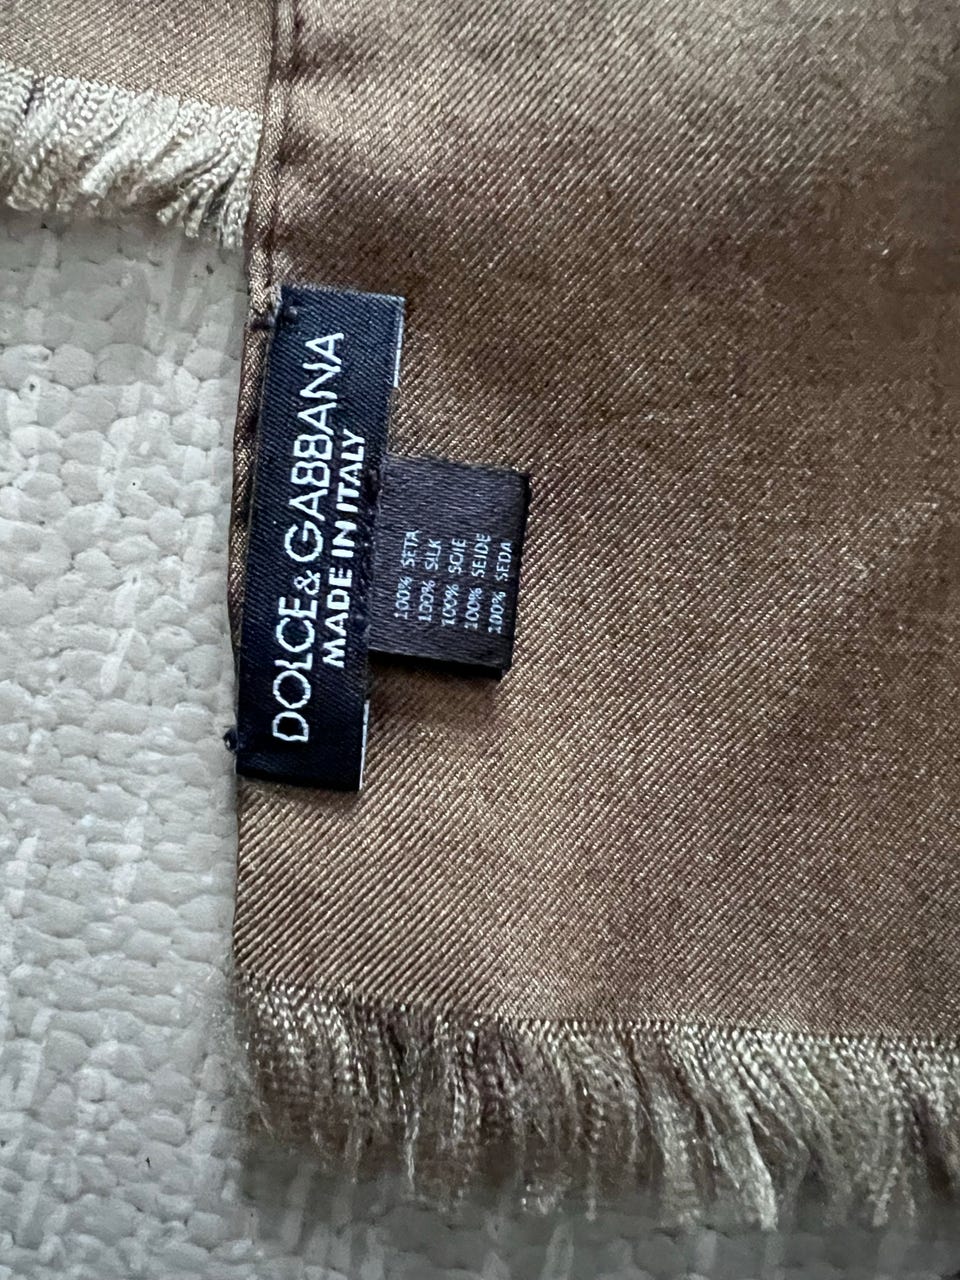 DOLCE&GABBANA
MADE IN ITALY
100% SETA
100% SILK
100% SOIE
100% SEIDE
100% SEDA